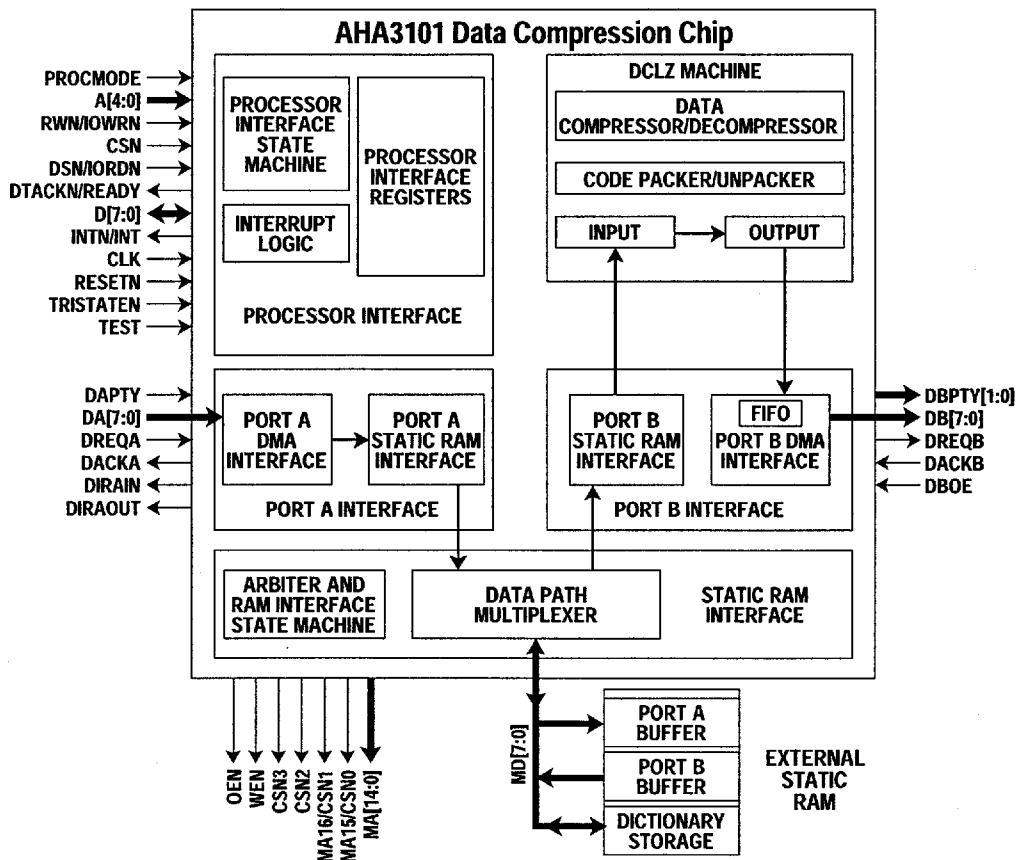 AHA3101 Data Compression Chip
PROCMODE
A[4:0]
RWN/IOWRN
CSN
DSN/IORDN
DTACKN/READY
D[7:0]
INTN/INT
CLK
RESETN
TRISTATEN
TEST
PROCESSOR
INTERFACE
STATE
MACHINE
INTERRUPT
LOGIC
PROCESSOR
INTERFACE
REGISTERS
PROCESSOR INTERFACE
DCLZ MACHINE
DATA
COMPRESSOR/DECOMPRESSOR
CODE PACKER/UNPACKER
INPUT
OUTPUT
DAPTY
DA[7:0]
DREQA
DACKA
DIRAIN
DIRAOUT
PORT A
DMA
INTERFACE
PORT A
STATIC RAM
INTERFACE
PORT A INTERFACE
PORT B
STATIC RAM
INTERFACE
FIFO
PORT B DMA
INTERFACE
PORT B INTERFACE
DBPTY[1:0]
DB[7:0]
DREQB
DACKB
DBOE
ARBITER AND
RAM INTERFACE
STATE MACHINE
DATA PATH
MULTIPLEXER
STATIC RAM
INTERFACE
OEN
WEN
CSN3
CSN2
MA16/CSN1
MA15/CSN0
MA[14:0]
MD[7:0]
PORT A
BUFFER
PORT B
BUFFER
DICTIONARY
STORAGE
EXTERNAL
STATIC
RAM